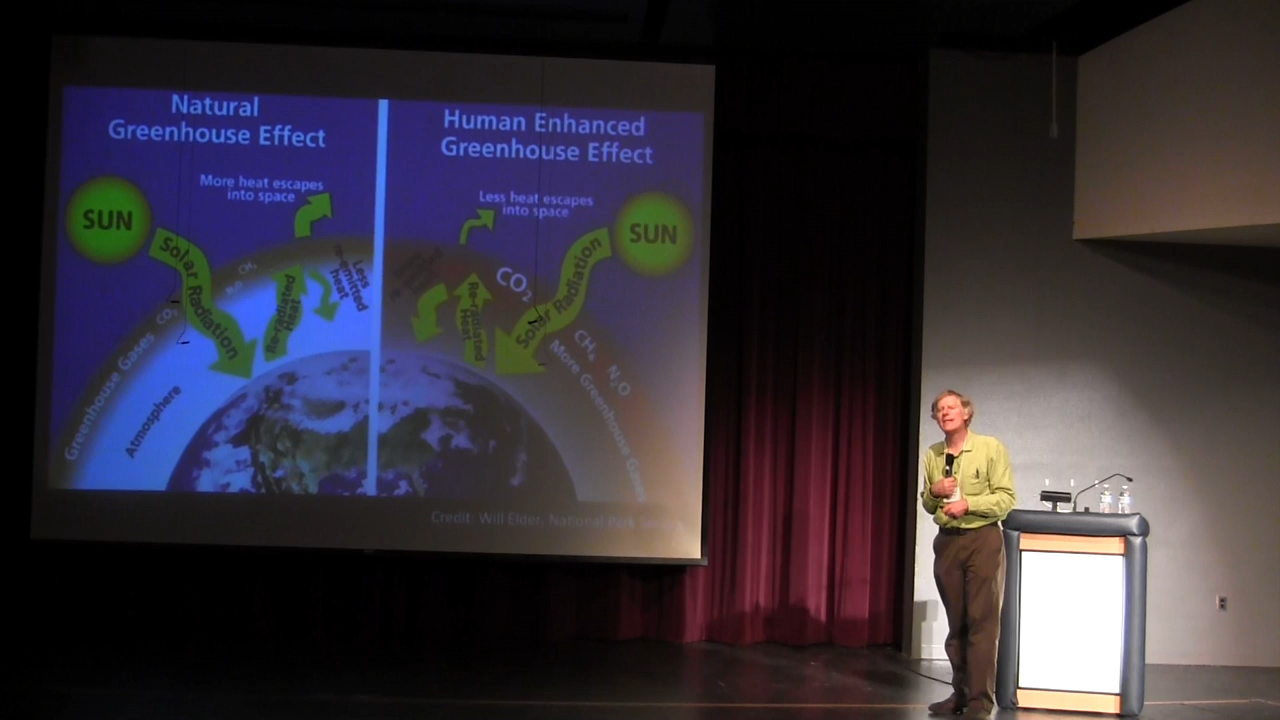 Natural
Greenhouse Effect
More heat escapes
into space
SUN
Solar Radiation
Re-radiated
Heat
Less
re-emitted
heat
CH₄
N₂O
CO₂
Greenhouse Gases
Atmosphere
Human Enhanced
Greenhouse Effect
Less heat escapes
into space
SUN
Solar Radiation
Re-radiated
Heat
CO₂
CH₄
N₂O
More Greenhouse Gases
Credit: Will Elder, National Park Service